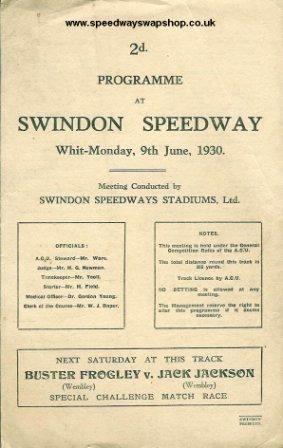 www.speedwayswapshop.co.uk
2d.
PROGRAMME
AT
SWINDON SPEEDWAY
Whit-Monday, 9th June, 1930.
Meeting Conducted by
SWINDON SPEEDWAYS STADIUMS, Ltd.
OFFICIALS:
A.C.U. Steward—Mr. Ware.
Judge—Mr. H. G. Newman.
Timekeeper—Mr. Yeoll.
Starter—Mr. H. Field.
Medical Officer—Dr. Gordon Young.
Clerk of the Course—Mr. W. J. Roper.
NOTES.
This meeting is held under the General
Competition Rules of the A.C.U.
The total distance round this track is
Track Licence by A.C.U.
NO BETTING is allowed at any
meeting.
The Management reserve the right to
alter this programme if it deems
necessary.
NEXT SATURDAY AT THIS TRACK
BUSTER FROGLEY v. JACK JACKSON
(Wembley) (Wembley)
SPECIAL CHALLENGE MATCH RACE
SWINDON